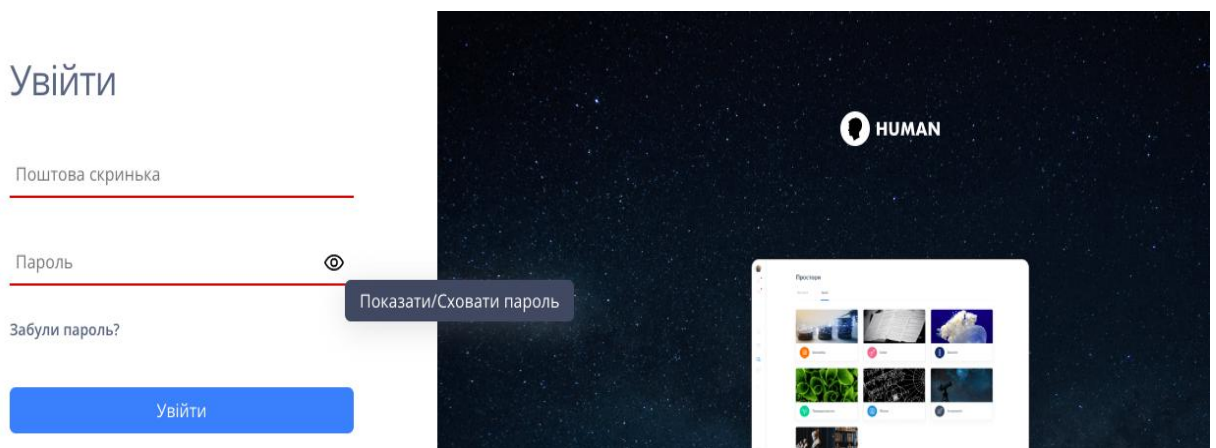 Увійти
Поштова скринька
Пароль
Показати/Сховати пароль
Забули пароль?
Увійти
HUMAN
Простори